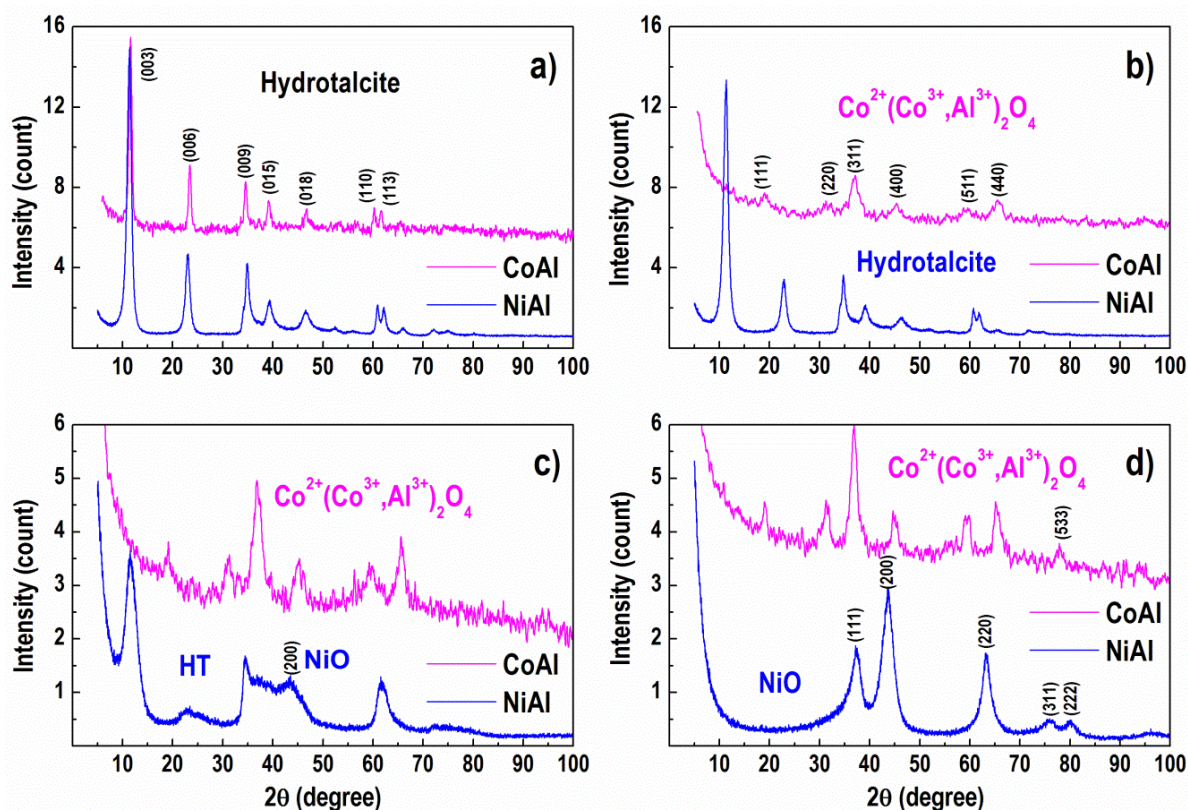 16
12
8
4
Intensity (count)
a)
Hydrotalcite
(003)
(006)
(009)
(015)
(018)
(110)
(113)
CoAl
NiAl
10 20 30 40 50 60 70 80 90 100
16
12
8
4
Intensity (count)
b)
Co²⁺(Co³⁺,Al³⁺)₂O₄
(111)
(220)
(311)
(400)
(511)
(440)
Hydrotalcite
CoAl
NiAl
10 20 30 40 50 60 70 80 90 100
6
5
4
3
2
1
Intensity (count)
c)
Co²⁺(Co³⁺,Al³⁺)₂O₄
HT
(200)
NiO
CoAl
NiAl
10 20 30 40 50 60 70 80 90 100
2θ (degree)
6
5
4
3
2
1
Intensity (count)
d)
Co²⁺(Co³⁺,Al³⁺)₂O₄
(533)
NiO
(111)
(200)
(220)
(311)
(222)
CoAl
NiAl
10 20 30 40 50 60 70 80 90 100
2θ (degree)